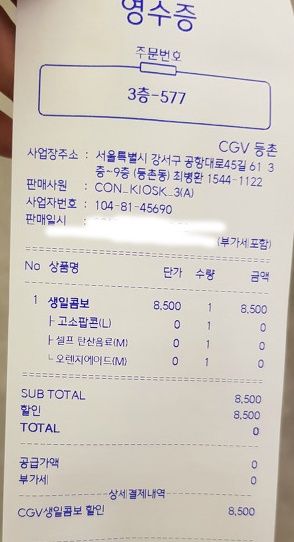 영수증
주문번호
3층-577
CGV 등촌
사업장주소 : 서울특별시 강서구 공항대로45길 61 3
층~9층 (등촌동) 최병환 1544-1122
판매사원 : CON_KIOSK_3(A)
사업자번호 : 104-81-45690
판매일시 :
(부가세포함)
No 상품명 단가 수량 금액
1 생일콤보 8,500 1 8,500
├ 고소팝콘(L) 0 1 0
├ 셀프 탄산음료(M) 0 1 0
└ 오렌지에이드(M) 0 1 0
SUB TOTAL 8,500
할인 8,500
TOTAL 0
공급가액 0
부가세 0
상세결제내역
CGV생일콤보 할인 8,500